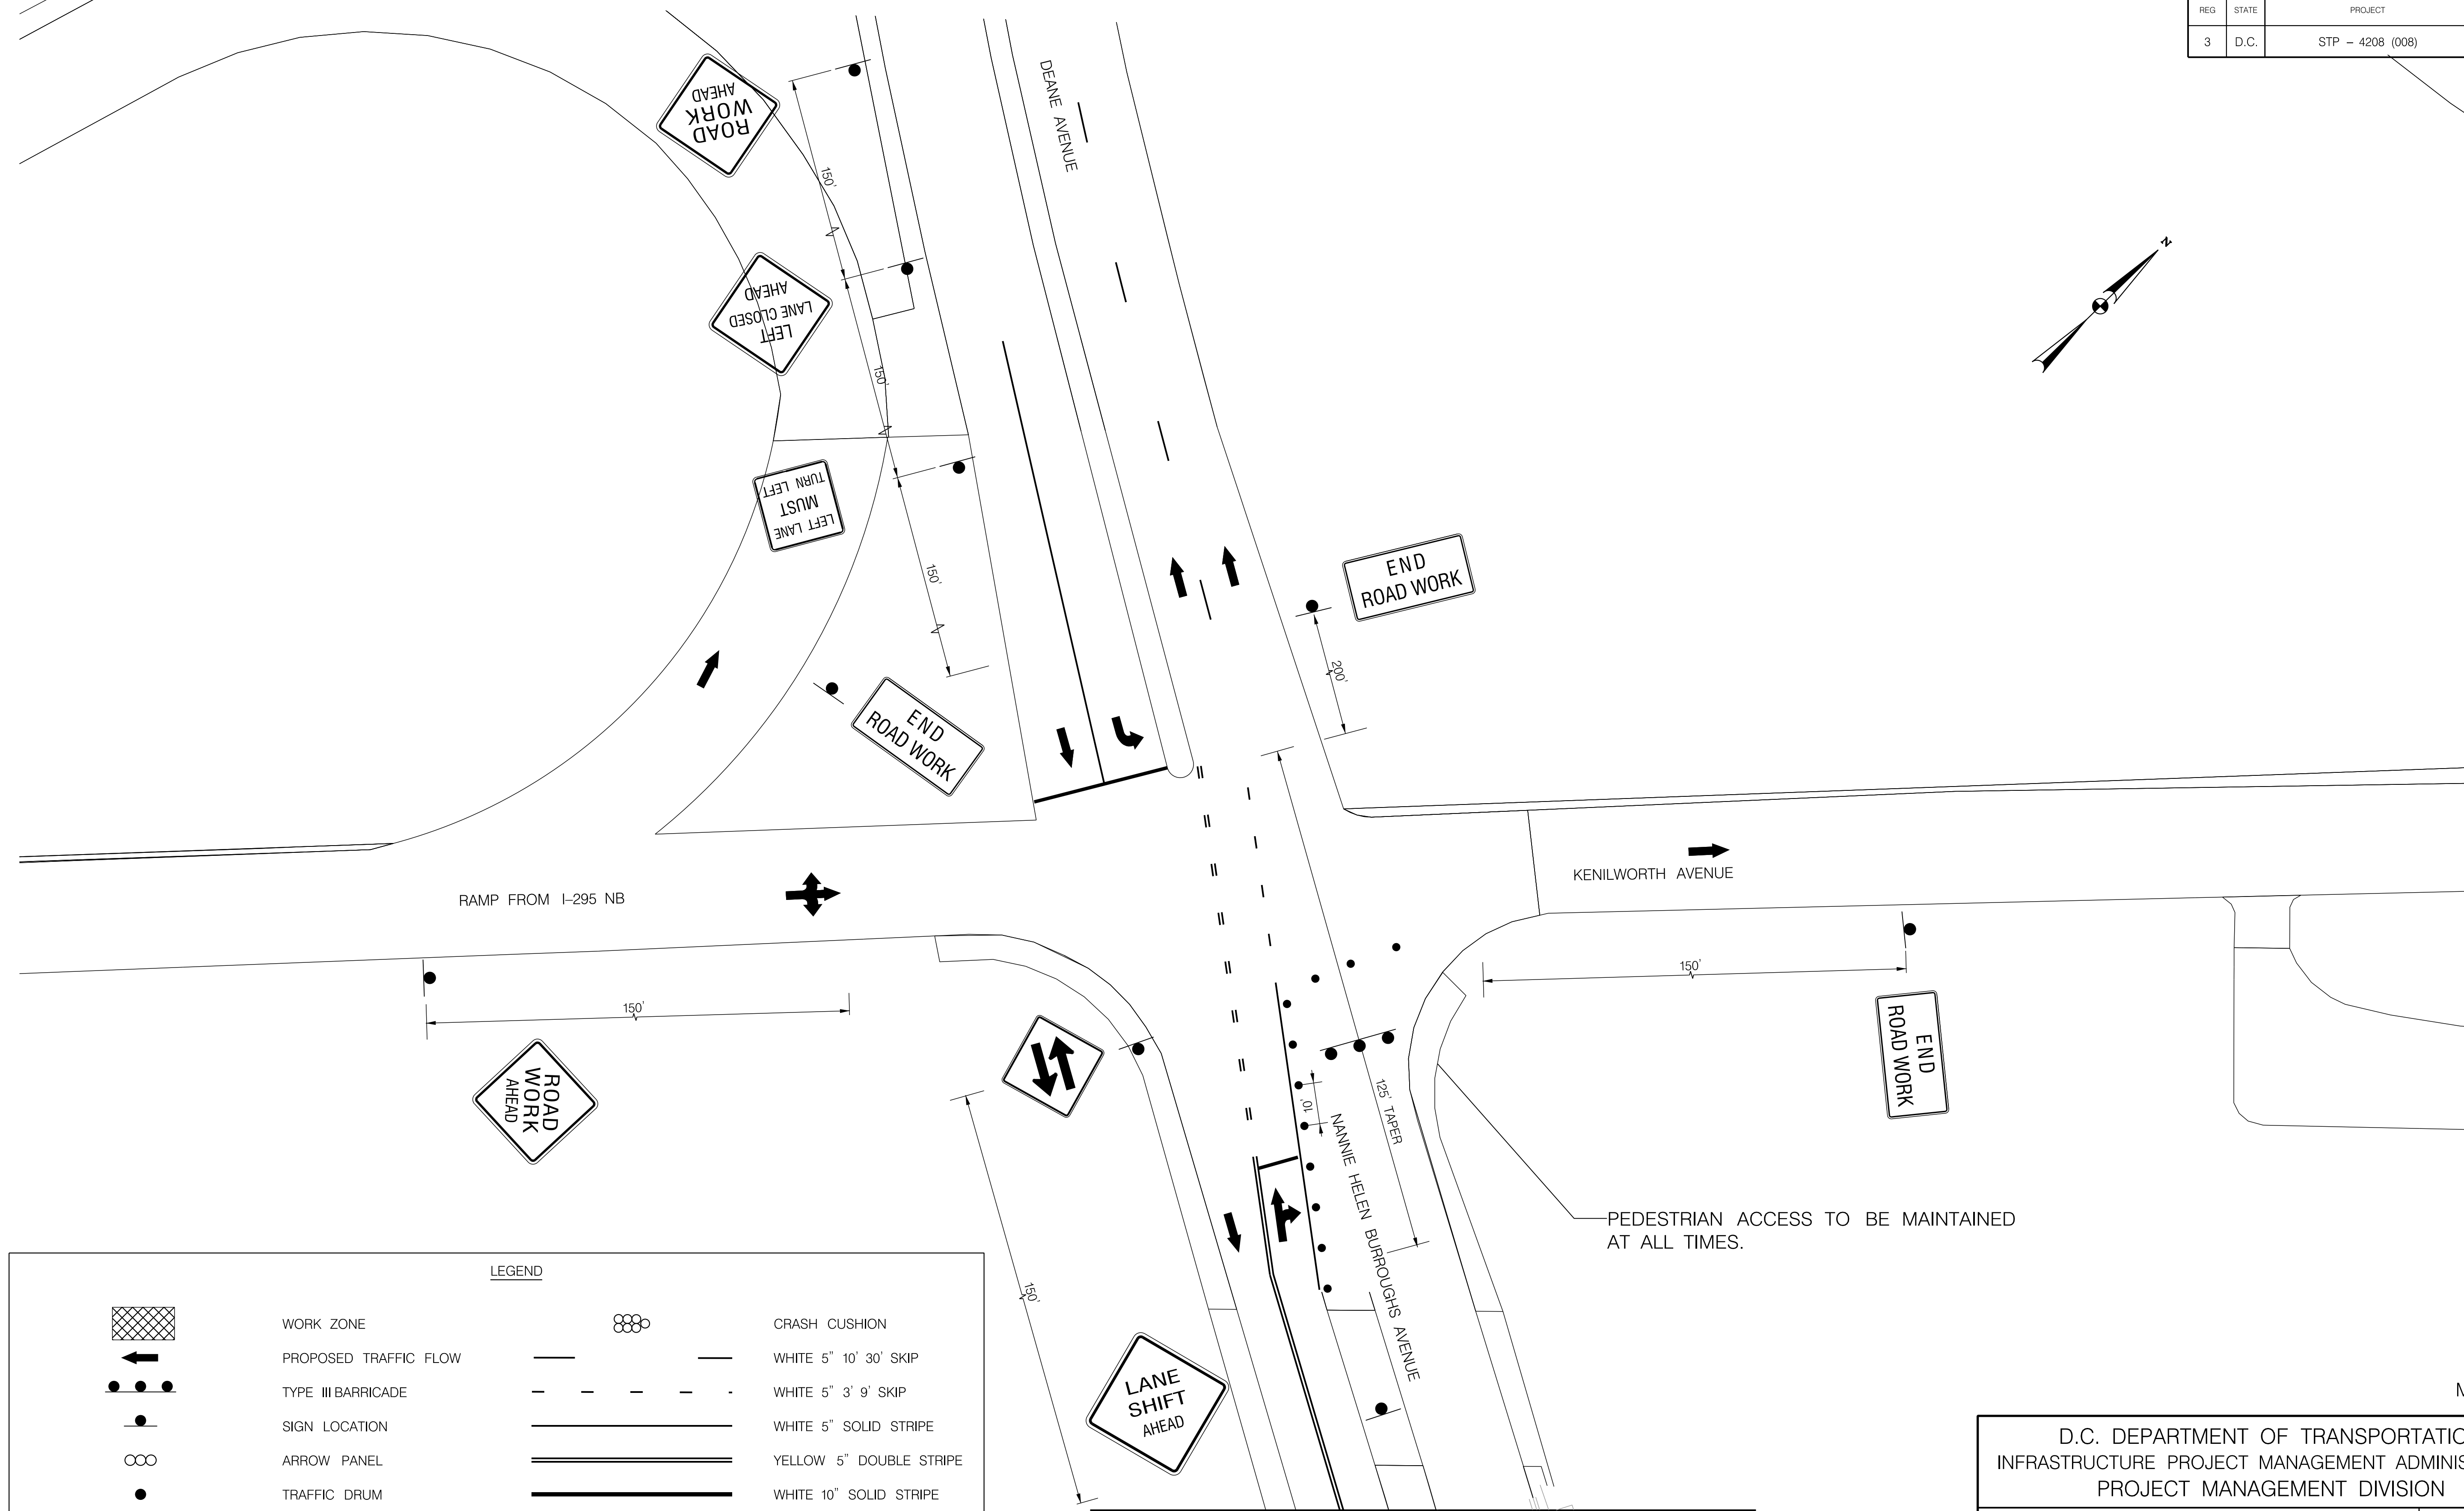 REG STATE PROJECT
3 D.C. STP – 4208 (008)
DEANE AVENUE
N
ROAD
WORK
AHEAD
150'
LEFT
LANE CLOSED
AHEAD
150'
LEFT LANE
MUST
TURN LEFT
150'
END
ROAD WORK
200'
END
ROAD WORK
KENILWORTH AVENUE
RAMP FROM I–295 NB
150'
150'
ROAD
WORK
AHEAD
END
ROAD WORK
10'
125' TAPER
NANNIE HELEN BURROUGHS AVENUE
PEDESTRIAN ACCESS TO BE MAINTAINED
AT ALL TIMES.
150'
LANE
SHIFT
AHEAD
LEGEND
WORK ZONE
CRASH CUSHION
PROPOSED TRAFFIC FLOW
WHITE 5" 10' 30' SKIP
TYPE III BARRICADE
WHITE 5" 3' 9' SKIP
SIGN LOCATION
WHITE 5" SOLID STRIPE
ARROW PANEL
YELLOW 5" DOUBLE STRIPE
TRAFFIC DRUM
WHITE 10" SOLID STRIPE
M
D.C. DEPARTMENT OF TRANSPORTATIO
INFRASTRUCTURE PROJECT MANAGEMENT ADMINIS
PROJECT MANAGEMENT DIVISION